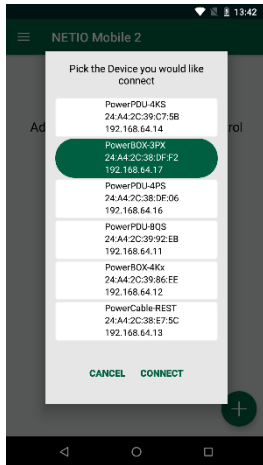 13:42
NETIO Mobile 2
Pick the Device you would like
connect
Ad
rol
PowerPDU-4KS
24:A4:2C:39:C7:5B
192.168.64.14
PowerBOX-3PX
24:A4:2C:38:DF:F2
192.168.64.17
PowerPDU-4PS
24:A4:2C:38:DE:06
192.168.64.16
PowerPDU-8QS
24:A4:2C:39:92:EB
192.168.64.11
PowerBOX-4Kx
24:A4:2C:39:86:EE
192.168.64.12
PowerCable-REST
24:A4:2C:38:E7:5C
192.168.64.13
CANCEL CONNECT